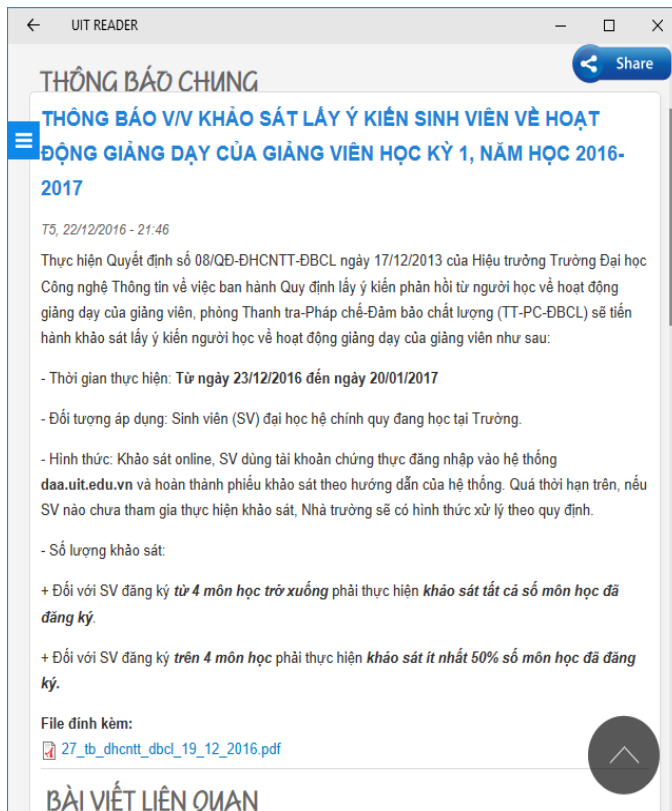 UIT READER
Share
THÔNG BÁO CHUNG
THÔNG BÁO V/V KHẢO SÁT LẤY Ý KIẾN SINH VIÊN VỀ HOẠT
ĐỘNG GIẢNG DẠY CỦA GIẢNG VIÊN HỌC KỲ 1, NĂM HỌC 2016-
2017
T5, 22/12/2016 - 21:46
Thực hiện Quyết định số 08/QĐ-ĐHCNTT-ĐBCL ngày 17/12/2013 của Hiệu trưởng Trường Đại học
Công nghệ Thông tin về việc ban hành Quy định lấy ý kiến phản hồi từ người học về hoạt động
giảng dạy của giảng viên, phòng Thanh tra-Pháp chế-Đảm bảo chất lượng (TT-PC-ĐBCL) sẽ tiến
hành khảo sát lấy ý kiến người học về hoạt động giảng dạy của giảng viên như sau:
- Thời gian thực hiện: Từ ngày 23/12/2016 đến ngày 20/01/2017
- Đối tượng áp dụng: Sinh viên (SV) đại học hệ chính quy đang học tại Trường.
- Hình thức: Khảo sát online, SV dùng tài khoản chứng thực đăng nhập vào hệ thống
daa.uit.edu.vn và hoàn thành phiếu khảo sát theo hướng dẫn của hệ thống. Quá thời hạn trên, nếu
SV nào chưa tham gia thực hiện khảo sát, Nhà trường sẽ có hình thức xử lý theo quy định.
- Số lượng khảo sát:
+ Đối với SV đăng ký từ 4 môn học trở xuống phải thực hiện khảo sát tất cả số môn học đã
đăng ký.
+ Đối với SV đăng ký trên 4 môn học phải thực hiện khảo sát ít nhất 50% số môn học đã đăng
ký.
File đính kèm:
27_tb_dhcntt_dbcl_19_12_2016.pdf
BÀI VIẾT LIÊN QUAN